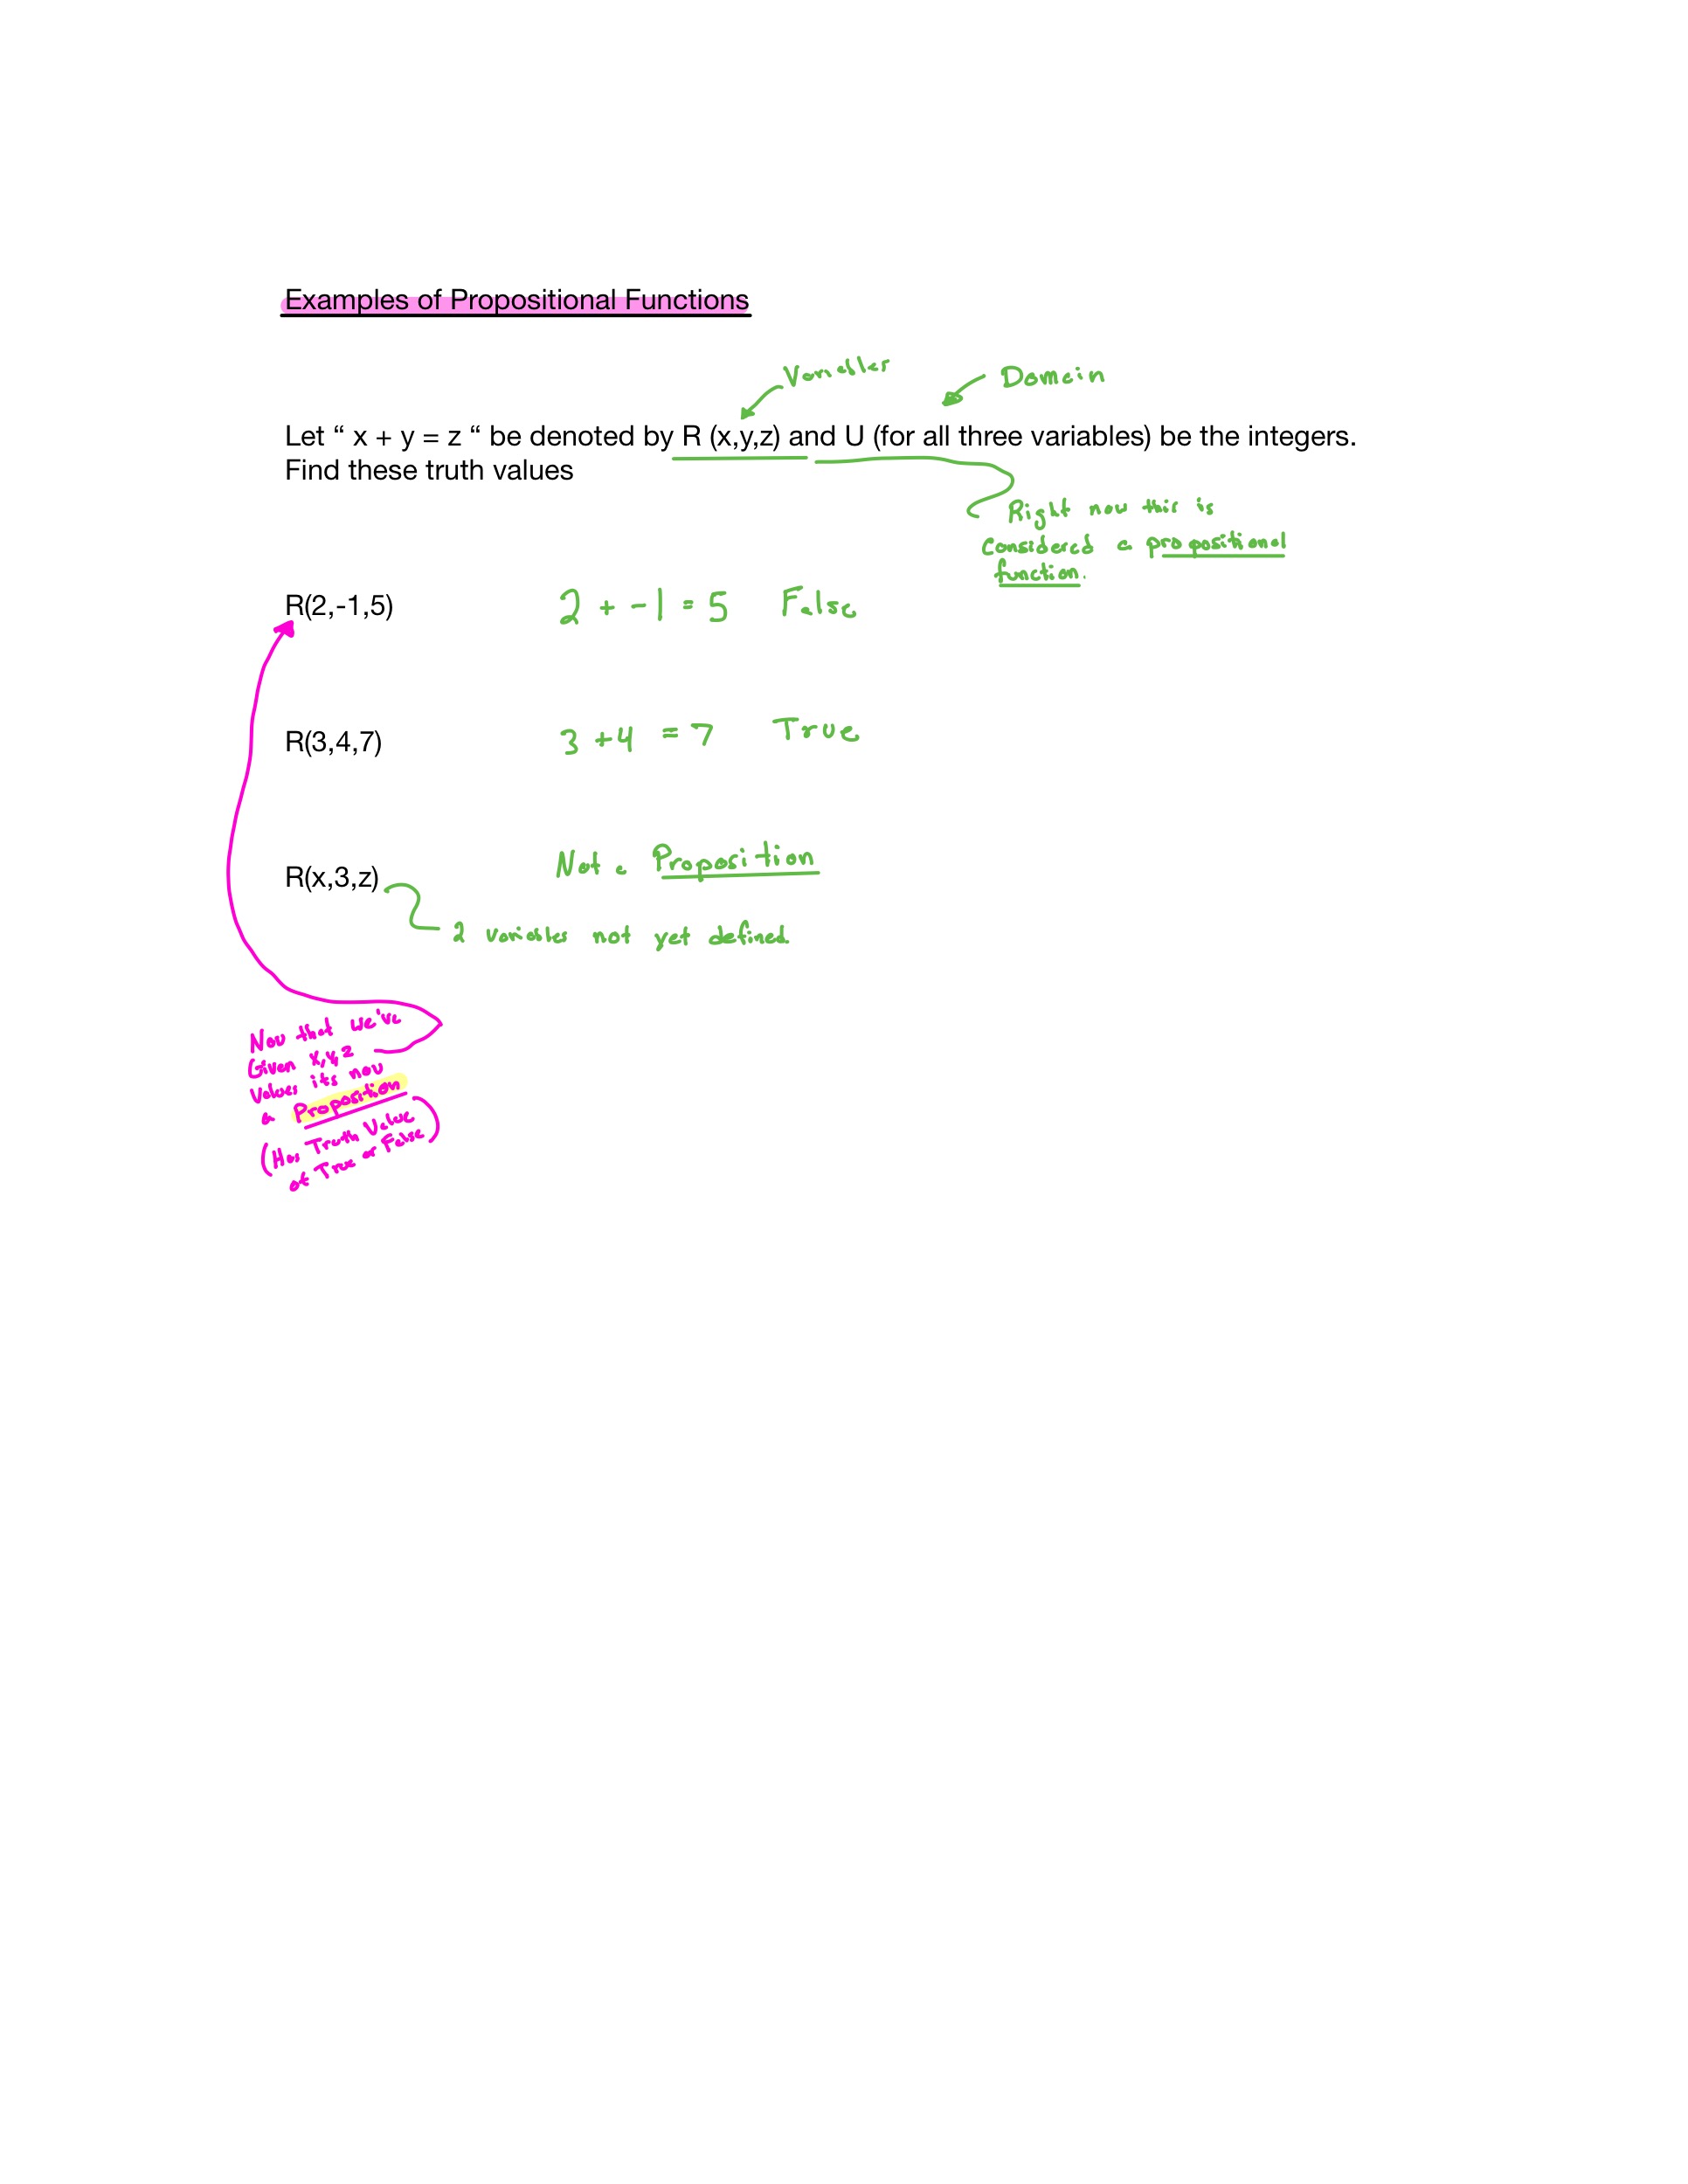 Examples of Propositional Functions
Variables
Domain
Let “ x + y = z “ be denoted by R (x,y,z) and U (for all three variables) be the integers.
Find these truth values
Right now this is
considered a propositional
function.
R(2,-1,5) 2 + -1 = 5 False
R(3,4,7) 3 + 4 = 7 True
R(x,3,z) Not a Proposition
2 variables not yet defined.
Now that we've
Given x,y,z
values its now
a Proposition
(Has Truth Value
of True or False)